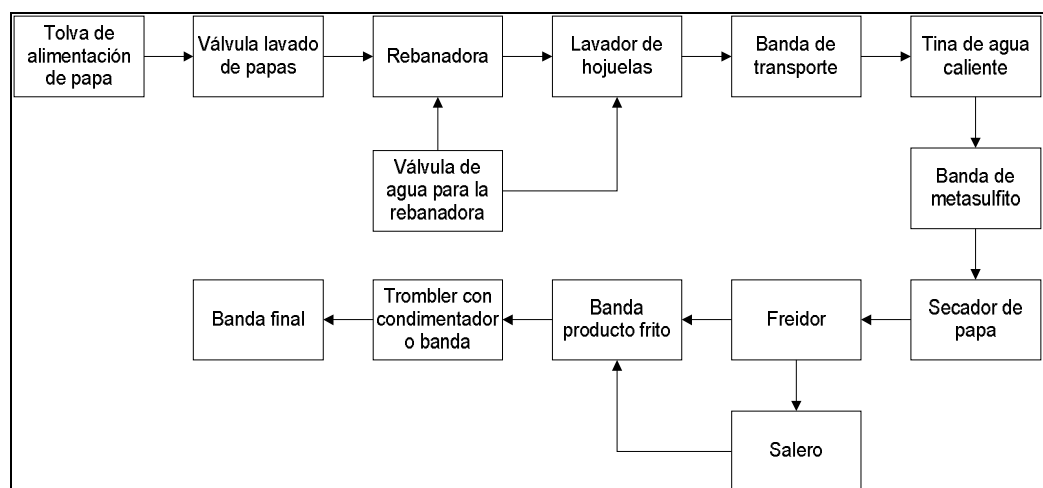 Tolva de
alimentación
de papa
Válvula lavado
de papas
Rebanadora
Lavador de
hojuelas
Banda de
transporte
Tina de agua
caliente
Válvula de
agua para la
rebanadora
Banda de
metasulfito
Banda final
Trombler con
condimentador
o banda
Banda
producto frito
Freidor
Secador de
papa
Salero